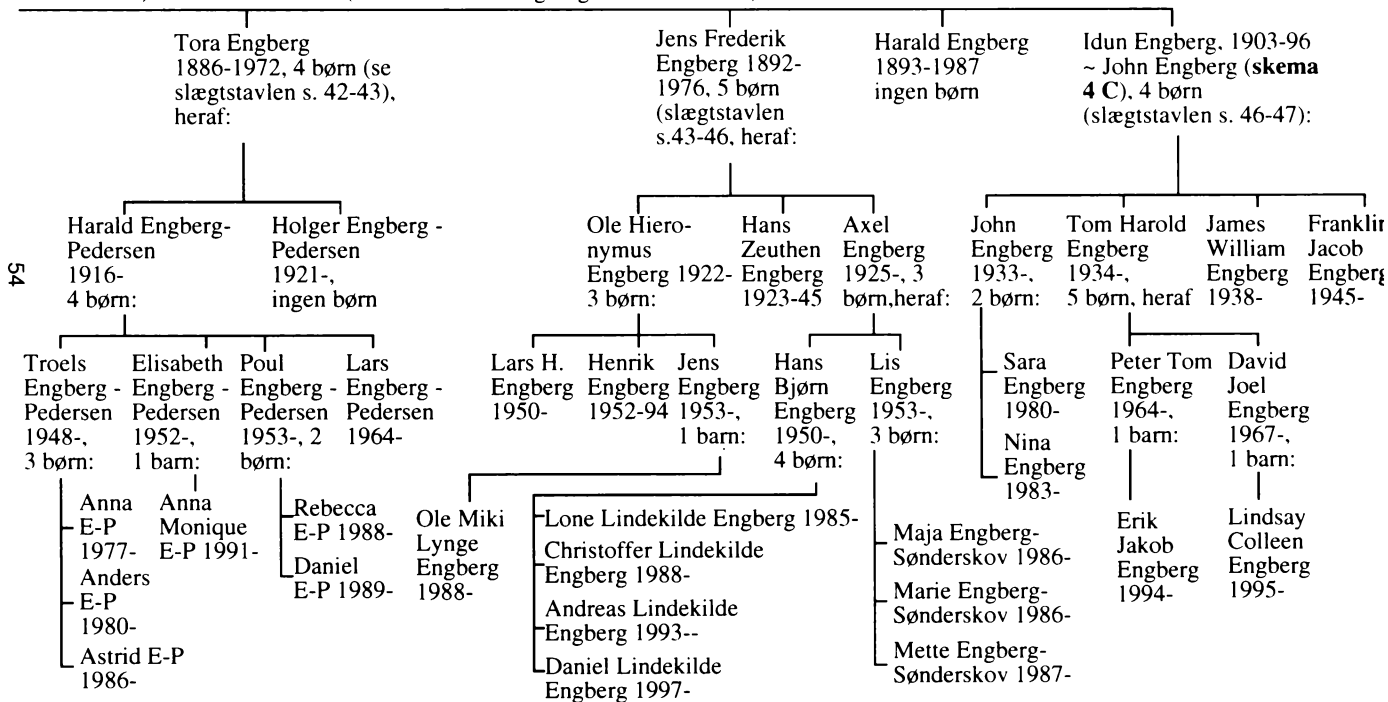 Tora Engberg
1886-1972, 4 børn (se
slægtstavlen s. 42-43),
heraf:
Jens Frederik
Engberg 1892-
1976, 5 børn
(slægtstavlen
s.43-46, heraf:
Harald Engberg
1893-1987
ingen børn
Idun Engberg, 1903-96
~ John Engberg (skema
4 C), 4 børn
(slægtstavlen s. 46-47):
Harald Engberg-
Pedersen
1916-
4 børn:
Holger Engberg -
Pedersen
1921-,
ingen børn
Ole Hiero-
nymus
Engberg 1922-
3 børn:
Hans
Zeuthen
Engberg
1923-45
Axel
Engberg
1925-, 3
børn,heraf:
John
Engberg
1933-,
2 børn:
Tom Harold
Engberg
1934-,
5 børn, heraf
James
William
Engberg
1938-
Franklin
Jacob
Engberg
1945-
54
Troels
Engberg -
Pedersen
1948-,
3 børn:
Elisabeth
Engberg -
Pedersen
1952-,
1 barn:
Poul
Engberg -
Pedersen
1953-, 2
børn:
Lars
Engberg -
Pedersen
1964-
Lars H.
Engberg
1950-
Henrik
Engberg
1952-94
Jens
Engberg
1953-,
1 barn:
Hans
Bjørn
Engberg
1950-,
4 børn:
Lis
Engberg
1953-,
3 børn:
Sara
Engberg
1980-
Nina
Engberg
1983-
Peter Tom
Engberg
1964-,
1 barn:
David
Joel
Engberg
1967-,
1 barn:
Anna
E-P
1977-
Anders
E-P
1980-
Astrid E-P
1986-
Anna
Monique
E-P 1991-
Rebecca
E-P 1988-
Daniel
E-P 1989-
Ole Miki
Lynge
Engberg
1988-
Lone Lindekilde Engberg 1985-
Christoffer Lindekilde
Engberg 1988-
Andreas Lindekilde
Engberg 1993--
Daniel Lindekilde
Engberg 1997-
Maja Engberg-
Sønderskov 1986-
Marie Engberg-
Sønderskov 1986-
Mette Engberg-
Sønderskov 1987-
Erik
Jakob
Engberg
1994-
Lindsay
Colleen
Engberg
1995-